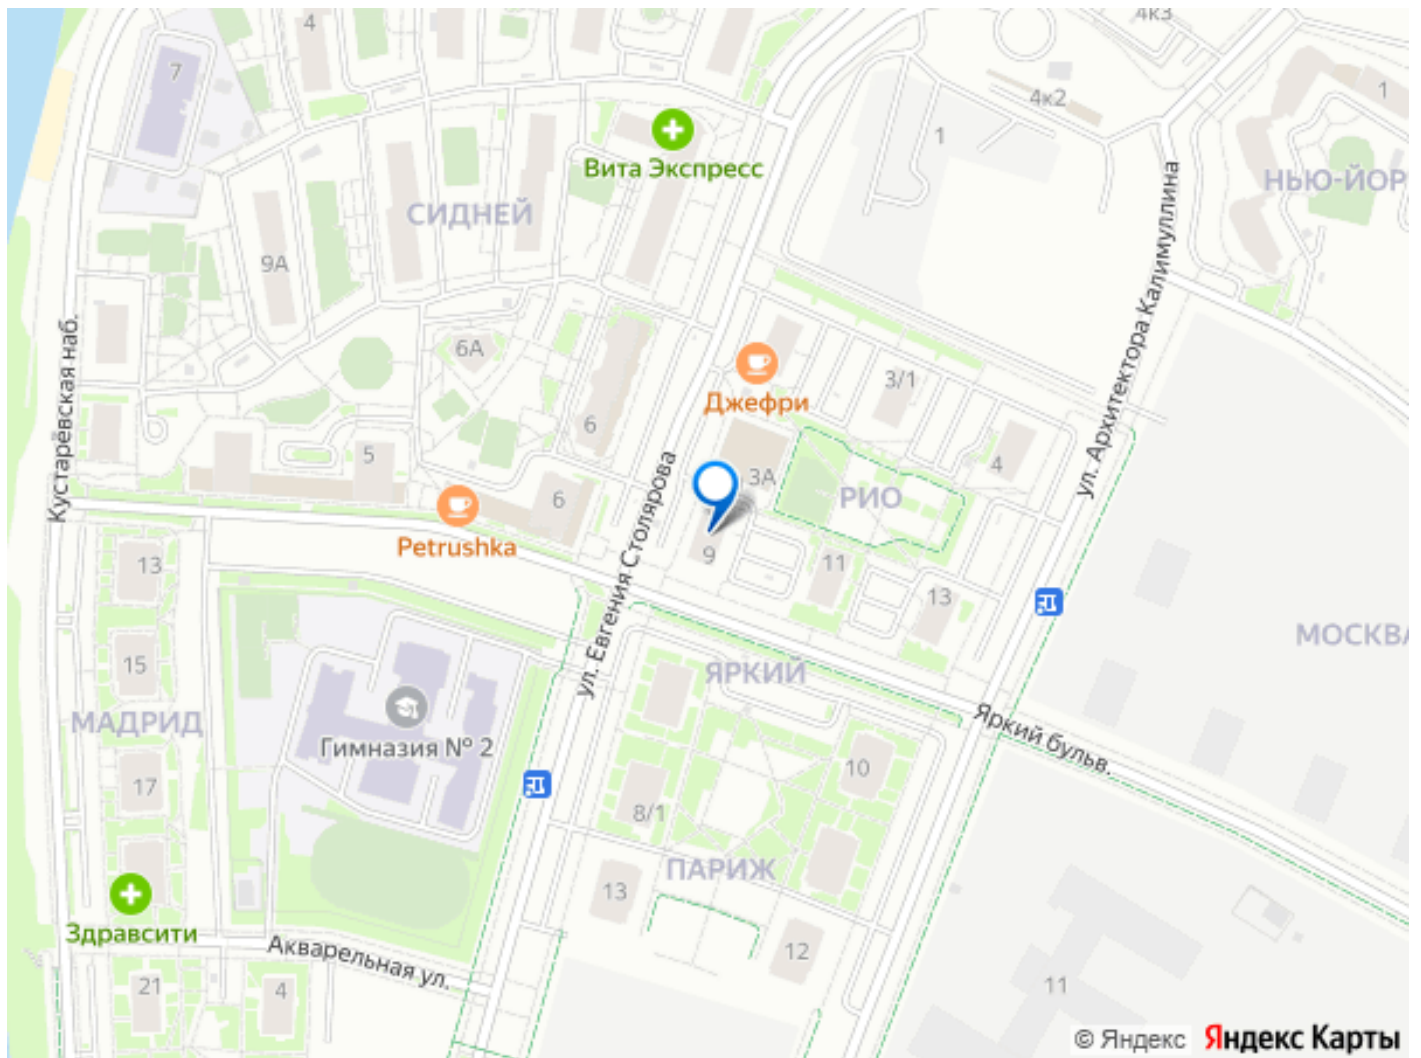 4
4к3
7
4к2
1
1
Вита Экспресс
СИДНЕЙ
НЬЮ-ЙОР
9А
Кустарёвская наб.
6А
Джефри
3/1
ул. Архитектора Калимуллина
6
5
4
3А
РИО
6
Petrushka
ул. Евгения Столярова
9
11
13
13
15
МАДРИД
ЯРКИЙ
МОСКВА
Гимназия № 2
Яркий бульв.
17
10
8/1
ПАРИЖ
13
Здравсити
Акварельная ул.
12
21
4
11
© Яндекс Яндекс Карты